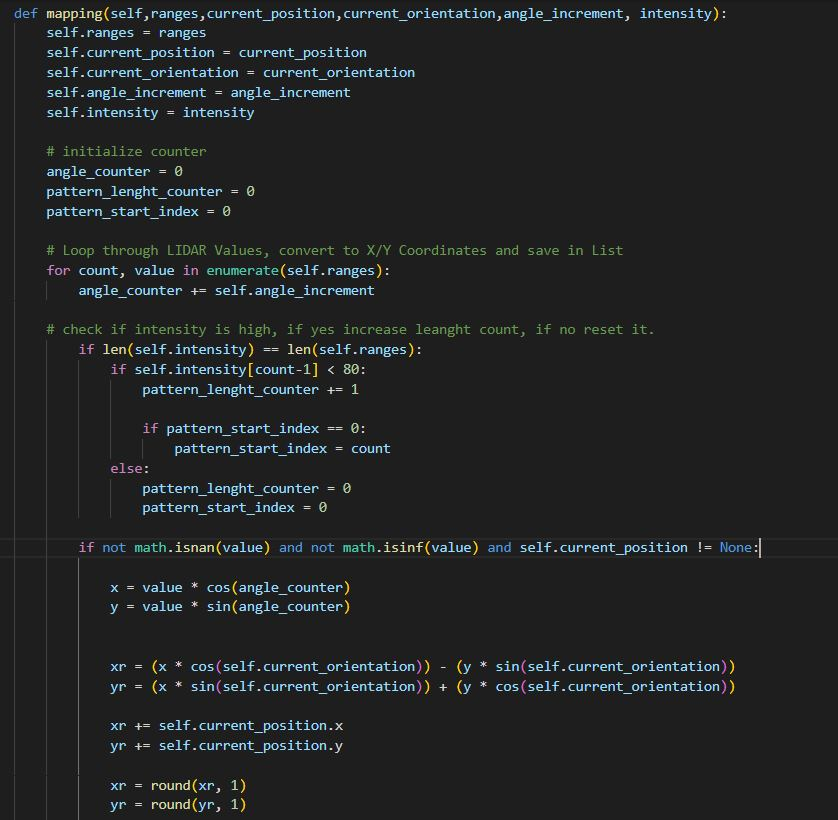 def mapping(self,ranges,current_position,current_orientation,angle_increment, intensity):
    self.ranges = ranges
    self.current_position = current_position
    self.current_orientation = current_orientation
    self.angle_increment = angle_increment
    self.intensity = intensity

    # initialize counter
    angle_counter = 0
    pattern_lenght_counter = 0
    pattern_start_index = 0

    # Loop through LIDAR Values, convert to X/Y Coordinates and save in List
    for count, value in enumerate(self.ranges):
        angle_counter += self.angle_increment

    # check if intensity is high, if yes increase leanght count, if no reset it.
        if len(self.intensity) == len(self.ranges):
            if self.intensity[count-1] < 80:
                pattern_lenght_counter += 1

                if pattern_start_index == 0:
                    pattern_start_index = count
            else:
                pattern_lenght_counter = 0
                pattern_start_index = 0

        if not math.isnan(value) and not math.isinf(value) and self.current_position != None:

            x = value * cos(angle_counter)
            y = value * sin(angle_counter)


            xr = (x * cos(self.current_orientation)) - (y * sin(self.current_orientation))
            yr = (x * sin(self.current_orientation)) + (y * cos(self.current_orientation))

            xr += self.current_position.x
            yr += self.current_position.y

            xr = round(xr, 1)
            yr = round(yr, 1)